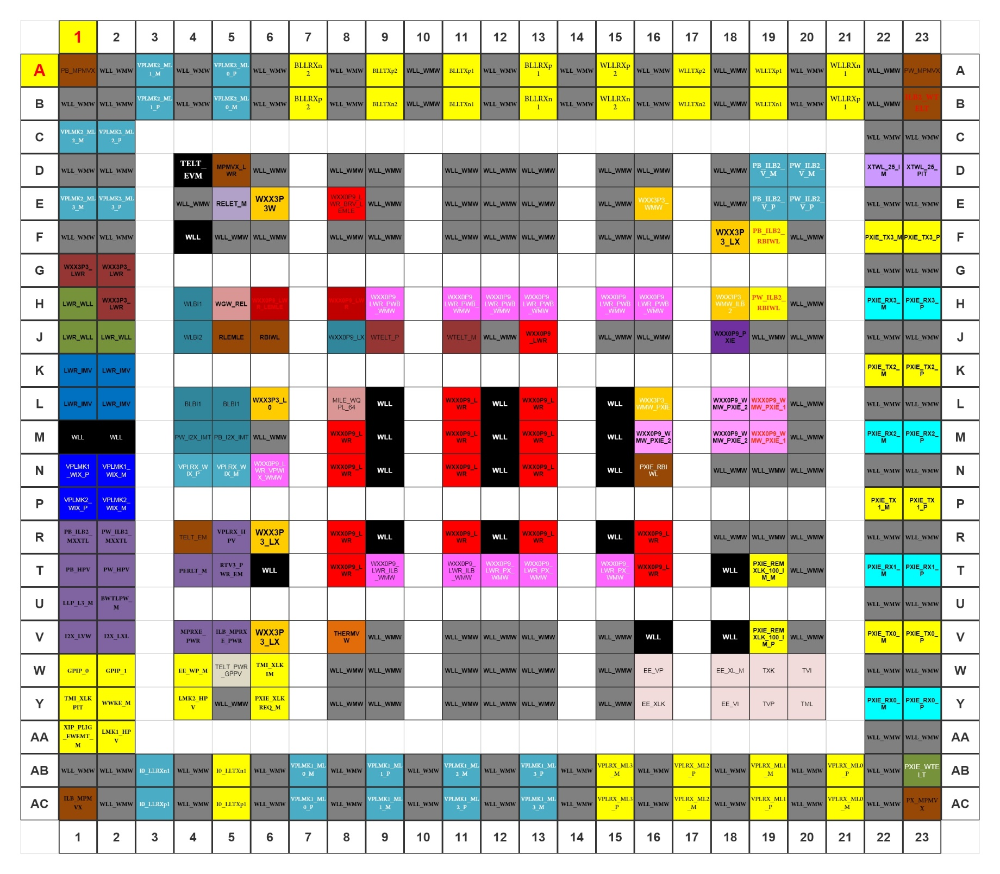 1 2 3 4 5 6 7 8 9 10 11 12 13 14 15 16 17 18 19 20 21 22 23
A PB_MPMVX WLL_WMW VPLMK2_ML1_M WLL_WMW VPLMK2_ML0_P WLL_WMW BLLRXn2 WLL_WMW BLLTXp2 WLL_WMW BLLTXp1 WLL_WMW BLLRXp1 WLL_WMW WLLRXp2 WLL_WMW WLLTXp2 WLL_WMW WLLTXp1 WLL_WMW WLLRXn1 WLL_WMW PW_MPMVX A
B WLL_WMW WLL_WMW VPLMK2_ML1_P WLL_WMW VPLMK2_ML0_M WLL_WMW BLLRXp2 WLL_WMW BLLTXn2 WLL_WMW BLLTXn1 WLL_WMW BLLRXn1 WLL_WMW WLLRXn2 WLL_WMW WLLTXn2 WLL_WMW WLLTXn1 WLL_WMW WLLRXp1 WLL_WMW ILB2_WTELT B
C VPLMK2_ML2_M VPLMK2_ML2_P WLL_WMW WLL_WMW C
D WLL_WMW WLL_WMW TELT_EVM MPMVX_LWR WLL_WMW WLL_WMW WLL_WMW WLL_WMW WLL_WMW WLL_WMW WLL_WMW WLL_WMW WLL_WMW PB_ILB2_V_M PW_ILB2_V_M XTWL_25_IM XTWL_25_PIT D
E VPLMK2_ML3_M VPLMK2_ML3_P WLL_WMW RELET_M WXX3P3W WXX0P9_LWR_BRV_LEMLE WLL_WMW WLL_WMW WLL_WMW WLL_WMW WLL_WMW WXX3P3_WMW WLL_WMW PB_ILB2_V_P PW_ILB2_V_P WLL_WMW WLL_WMW E
F WLL_WMW WLL_WMW WLL WLL_WMW WLL_WMW WLL_WMW WLL_WMW WLL_WMW WLL_WMW WLL_WMW WLL_WMW WLL_WMW WXX3P3_LX PB_ILB2_RBIWL WLL_WMW PXIE_TX3_M PXIE_TX3_P F
G WXX3P3_LWR WXX3P3_LWR WLL_WMW WLL_WMW G
H LWR_WLL WXX3P3_LWR WLBI1 WGW_REL WXX0P9_LWR_LEMLE WXX0P9_LWR WXX0P9_LWR_PWB_WMW WXX0P9_LWR_PWB_WMW WXX0P9_LWR_PWB_WMW WXX0P9_LWR_PWB_WMW WXX0P9_LWR_PWB_WMW WXX0P9_LWR_PWB_WMW WXX3P3_WMW_ILB2 PW_ILB2_RBIWL WLL_WMW PXIE_RX3_M PXIE_RX3_P H
J LWR_WLL LWR_WLL WLBI2 RLEMLE RBIWL WXX0P9_LX WTELT_P WTELT_M WLL_WMW WXX0P9_LWR WLL_WMW WLL_WMW WXX0P9_PXIE WLL_WMW WLL_WMW WLL_WMW WLL_WMW J
K LWR_IMV LWR_IMV PXIE_TX2_M PXIE_TX2_P K
L LWR_IMV LWR_IMV BLBI1 BLBI1 WXX3P3_L0 MILE_WQPL_64 WLL WXX0P9_LWR WLL WXX0P9_LWR WLL WXX3P3_WMW_PXIE WXX0P9_WMW_PXIE_2 WXX0P9_WMW_PXIE_1 WLL_WMW WLL_WMW WLL_WMW L
M WLL WLL PW_I2X_IMT PB_I2X_IMT WLL_WMW WXX0P9_LWR WLL WXX0P9_LWR WLL WXX0P9_LWR WLL WXX0P9_WMW_PXIE_2 WXX0P9_WMW_PXIE_2 WXX0P9_WMW_PXIE_1 WLL_WMW PXIE_RX2_M PXIE_RX2_P M
N VPLMK1_WIX_P VPLMK1_WIX_M VPLRX_WIX_P VPLRX_WIX_M WXX0P9_LWR_VPWIX_WMW WXX0P9_LWR WLL WXX0P9_LWR WLL WXX0P9_LWR WLL PXIE_RBIWL WLL_WMW WLL_WMW WLL_WMW WLL_WMW WLL_WMW N
P VPLMK2_WIX_P VPLMK2_WIX_M PXIE_TX1_M PXIE_TX1_P P
R PB_ILB2_MXXTL PW_ILB2_MXXTL TELT_EM VPLRX_HPV WXX3P3_LX WXX0P9_LWR WLL WXX0P9_LWR WLL WXX0P9_LWR WLL WXX0P9_LWR WLL_WMW WLL_WMW WLL_WMW WLL_WMW WLL_WMW R
T PB_HPV PW_HPV PERLT_M RTV3_PWR_EM WLL WXX0P9_LWR WXX0P9_LWR_ILB_WMW WXX0P9_LWR_ILB_WMW WXX0P9_LWR_PX_WMW WXX0P9_LWR_PX_WMW WXX0P9_LWR_PX_WMW WXX0P9_LWR WLL PXIE_REMXLK_100_IM_M WLL_WMW PXIE_RX1_M PXIE_RX1_P T
U LLP_L3_M BWTLPW_M WLL_WMW WLL_WMW U
V I2X_LVW I2X_LXL MPRXE_PWR ILB_MPRXE_PWR WXX3P3_LX THERMVW WLL_WMW WLL_WMW WLL_WMW WLL_WMW WLL_WMW WLL WLL PXIE_REMXLK_100_IM_P WLL_WMW PXIE_TX0_M PXIE_TX0_P V
W GPIP_0 GPIP_1 EE_WP_M TELT_PWR_GPPV TMI_XLKIM WLL_WMW WLL_WMW WLL_WMW WLL_WMW WLL_WMW WLL_WMW EE_VP EE_XL_M TXK TVI WLL_WMW WLL_WMW W
Y TMI_XLKPIT WWKE_M LMK2_HPV WLL_WMW PXIE_XLKREQ_M WLL_WMW WLL_WMW WLL_WMW WLL_WMW WLL_WMW WLL_WMW EE_XLK EE_VI TVP TML PXIE_RX0_M PXIE_RX0_P Y
AA XIP_PLIG_EWEMT_M LMK1_HPV WLL_WMW WLL_WMW AA
AB WLL_WMW WLL_WMW I0_LLRXn1 WLL_WMW I0_LLTXn1 WLL_WMW VPLMK1_ML0_M WLL_WMW VPLMK1_ML1_P WLL_WMW VPLMK1_ML2_M WLL_WMW VPLMK1_ML3_P WLL_WMW VPLRX_ML3_M WLL_WMW VPLRX_ML2_P WLL_WMW VPLRX_ML1_M WLL_WMW VPLRX_ML0_P WLL_WMW PXIE_WTELT AB
AC ILB_MPMVX WLL_WMW I0_LLRXp1 WLL_WMW I0_LLTXp1 WLL_WMW VPLMK1_ML0_P WLL_WMW VPLMK1_ML1_M WLL_WMW VPLMK1_ML2_P WLL_WMW VPLMK1_ML3_M WLL_WMW VPLRX_ML3_P WLL_WMW VPLRX_ML2_M WLL_WMW VPLRX_ML1_P WLL_WMW VPLRX_ML0_M WLL_WMW PX_MPMVX AC
1 2 3 4 5 6 7 8 9 10 11 12 13 14 15 16 17 18 19 20 21 22 23